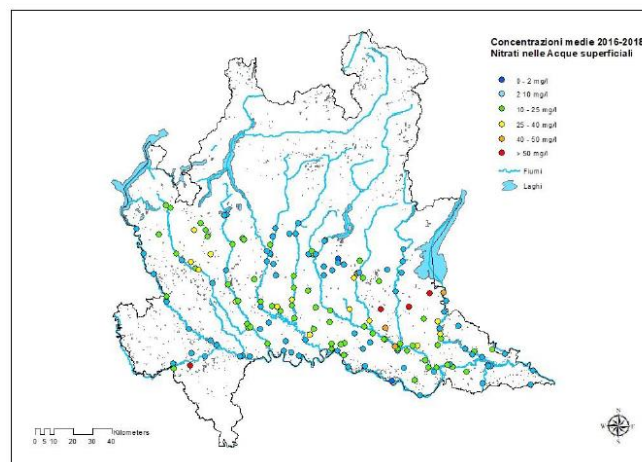 Concentrazioni medie 2016-2018
Nitrati nelle Acque superficiali
0 - 2 mg/l
2 10 mg/l
10 - 25 mg/l
25 - 40 mg/l
40 - 50 mg/l
> 50 mg/l
Fiumi
Laghi
Kilometers
0 5 10 20 30 40
N
W E
S